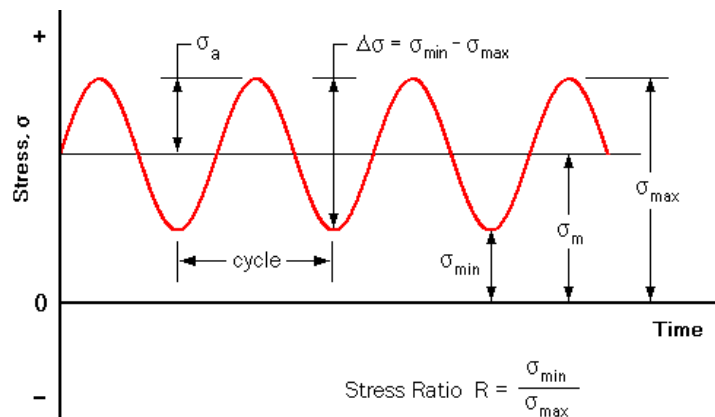 +
σa
Δσ = σmin - σmax
Stress, σ
σmax
σm
cycle
σmin
0
Time
Stress Ratio R = σmin / σmax
−